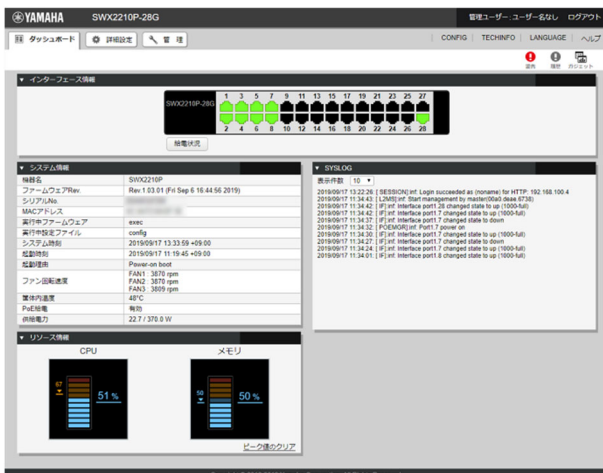 YAMAHA SWX2210P-28G 管理ユーザー:ユーザー名なし ログアウト
ダッシュボード 詳細設定 管 理 CONFIG TECHINFO LANGUAGE ヘルプ
警告 履歴 ガジェット
▼ インターフェース情報
1 3 5 7 9 11 13 15 17 19 21 23 25 27
SWX2210P-28G
2 4 6 8 10 12 14 16 18 20 22 24 26 28
給電状況
▼ システム情報
機器名 SWX2210P
ファームウェアRev. Rev.1.03.01 (Fri Sep 6 16:44:56 2019)
シリアルNo.
MACアドレス
実行中ファームウェア exec
実行中設定ファイル config
システム時刻 2019/09/17 13:33:59 +09:00
起動時刻 2019/09/17 11:19:45 +09:00
起動理由 Power-on boot
ファン回転速度 FAN1 : 3870 rpm
FAN2 : 3870 rpm
FAN3 : 3809 rpm
筐体内温度 48°C
PoE給電 有効
供給電力 22.7 / 370.0 W
▼ SYSLOG
表示件数 10
2019/09/17 13:22:26: [ SESSION]:inf: Login succeeded as (noname) for HTTP: 192.168.100.4
2019/09/17 11:34:43: [ L2MS]:inf: Start management by master(00a0.deae.6738)
2019/09/17 11:34:42: [ IF]:inf: Interface port1.28 changed state to up (1000-full)
2019/09/17 11:34:42: [ IF]:inf: Interface port1.7 changed state to up (1000-full)
2019/09/17 11:34:42: [ IF]:inf: Interface port1.7 changed state to down
2019/09/17 11:34:32: [ POEMGR]:inf: Port1.7 power on
2019/09/17 11:34:30: [ IF]:inf: Interface port1.7 changed state to up (1000-full)
2019/09/17 11:34:27: [ IF]:inf: Interface port1.7 changed state to down
2019/09/17 11:34:24: [ IF]:inf: Interface port1.7 changed state to up (1000-full)
2019/09/17 11:34:01: [ IF]:inf: Interface port1.8 changed state to up (1000-full)
▼ リソース情報
CPU メモリ
67 51 % 50 50 %
ピーク値のクリア